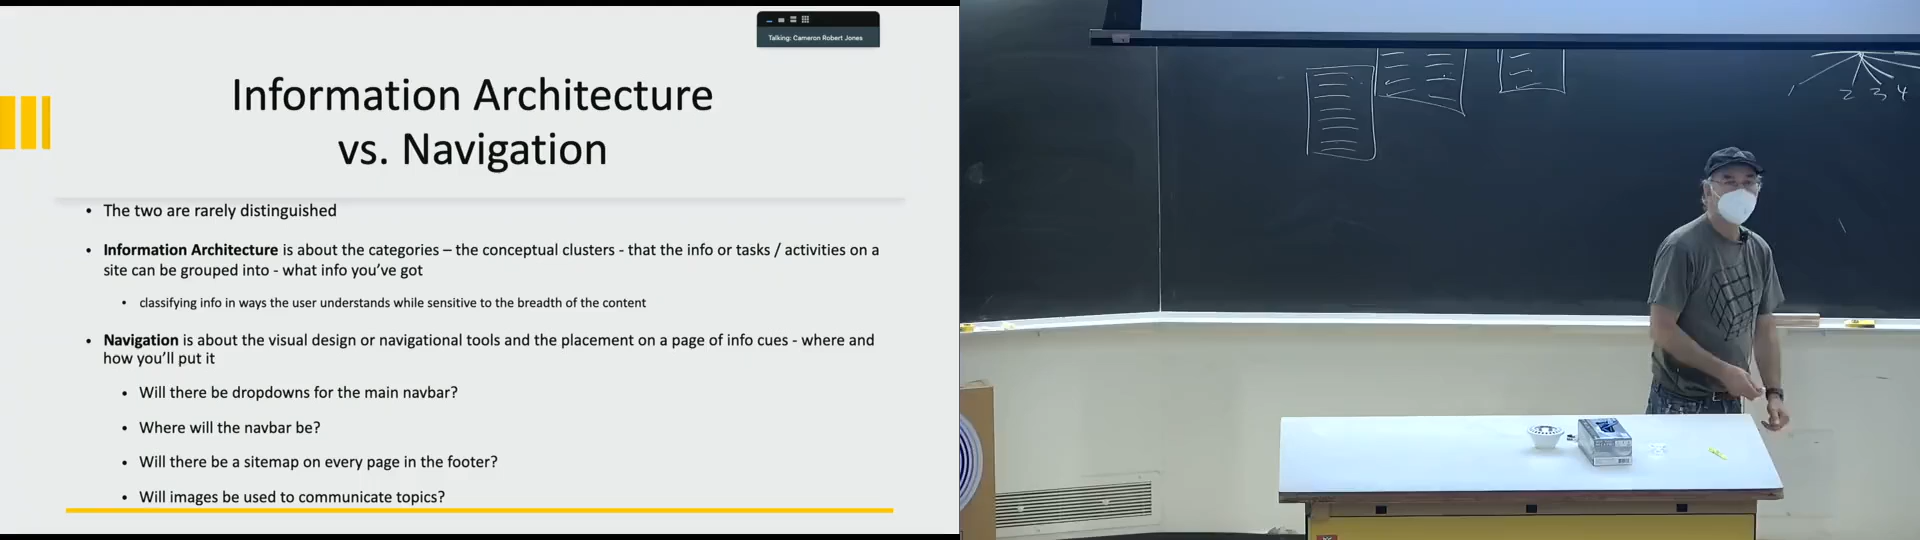 Talking: Cameron Robert Jones
Information Architecture
vs. Navigation
• The two are rarely distinguished
• Information Architecture is about the categories – the conceptual clusters - that the info or tasks / activities on a
site can be grouped into - what info you've got
• classifying info in ways the user understands while sensitive to the breadth of the content
• Navigation is about the visual design or navigational tools and the placement on a page of info cues - where and
how you'll put it
• Will there be dropdowns for the main navbar?
• Where will the navbar be?
• Will there be a sitemap on every page in the footer?
• Will images be used to communicate topics?
1 2 3 4